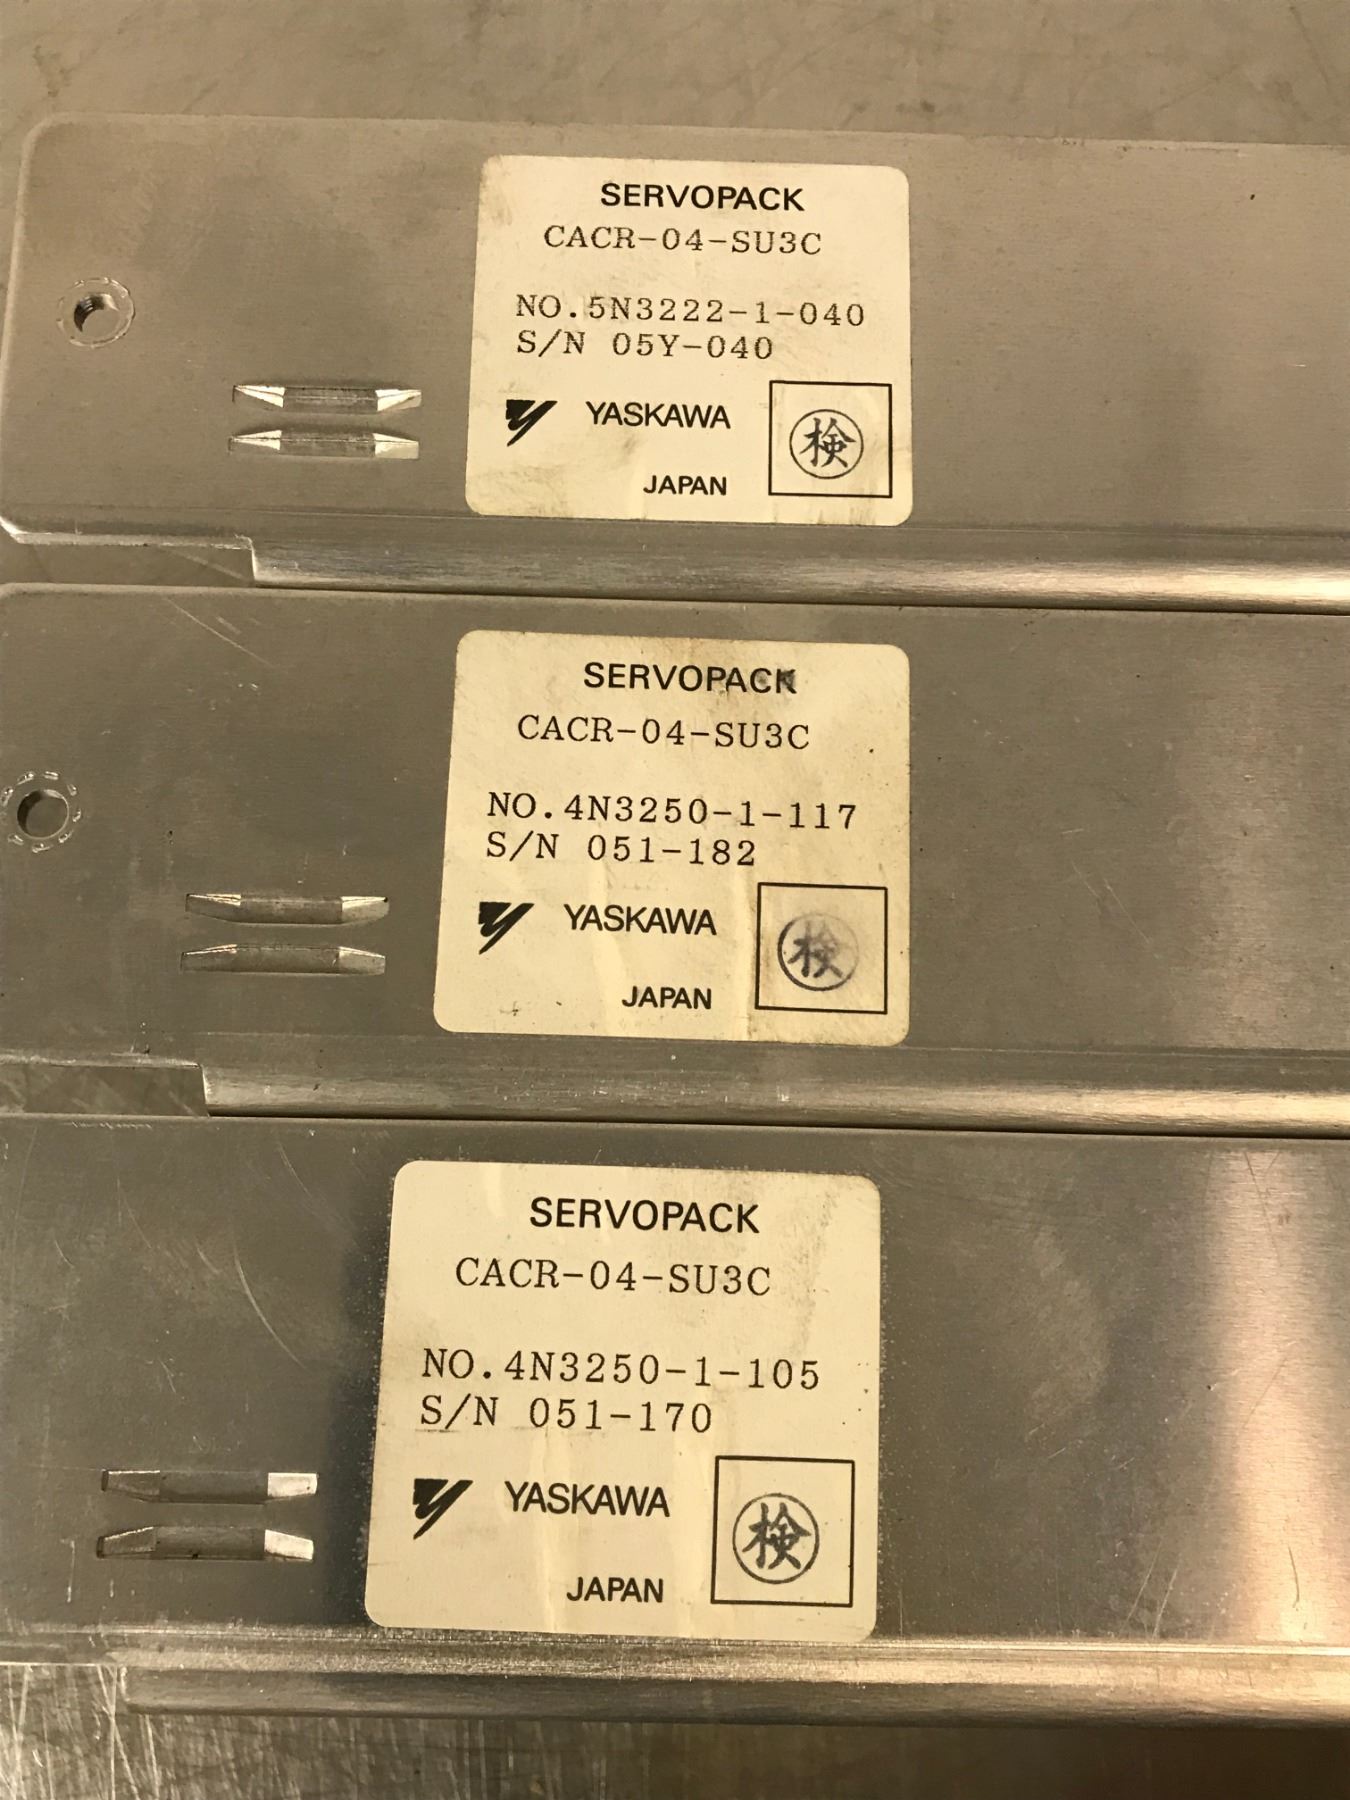 SERVOPACK
CACR-04-SU3C
NO.5N3222-1-040
S/N 05Y-040
YASKAWA
検
JAPAN
SERVOPACK
CACR-04-SU3C
NO.4N3250-1-117
S/N 051-182
YASKAWA
検
JAPAN
SERVOPACK
CACR-04-SU3C
NO.4N3250-1-105
S/N 051-170
YASKAWA
検
JAPAN